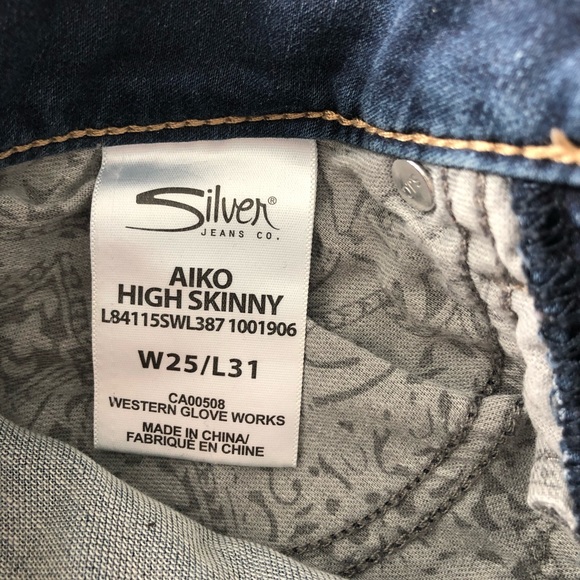 Silver®
JEANS CO.
AIKO
HIGH SKINNY
L84115SWL387 1001906
W25/L31
CA00508
WESTERN GLOVE WORKS
MADE IN CHINA/
FABRIQUÉ EN CHINE